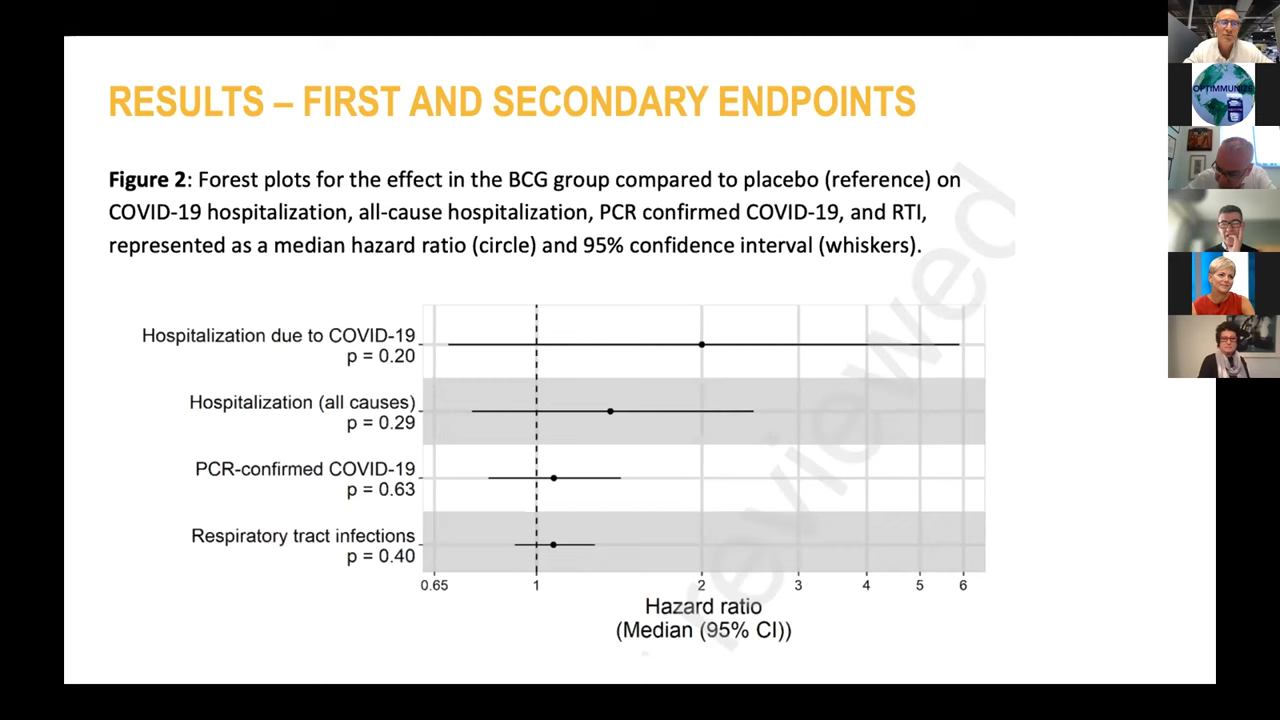 RESULTS – FIRST AND SECONDARY ENDPOINTS
Figure 2: Forest plots for the effect in the BCG group compared to placebo (reference) on
COVID-19 hospitalization, all-cause hospitalization, PCR confirmed COVID-19, and RTI,
represented as a median hazard ratio (circle) and 95% confidence interval (whiskers).
Hospitalization due to COVID-19
p = 0.20
Hospitalization (all causes)
p = 0.29
PCR-confirmed COVID-19
p = 0.63
Respiratory tract infections
p = 0.40
0.65 1 2 3 4 5 6
Hazard ratio
(Median (95% CI))
reviewed
OPTIMMUNIZE